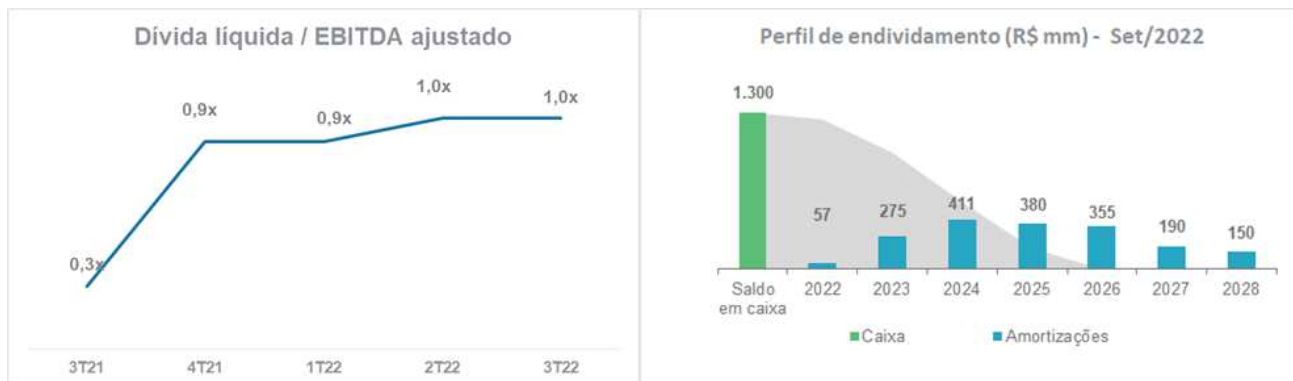 Dívida líquida / EBITDA ajustado
0,3x
0,9x
0,9x
1,0x
1,0x
3T21
4T21
1T22
2T22
3T22
Perfil de endividamento (R$ mm) - Set/2022
1.300
57
275
411
380
355
190
150
Saldo em caixa
2022
2023
2024
2025
2026
2027
2028
Caixa
Amortizações